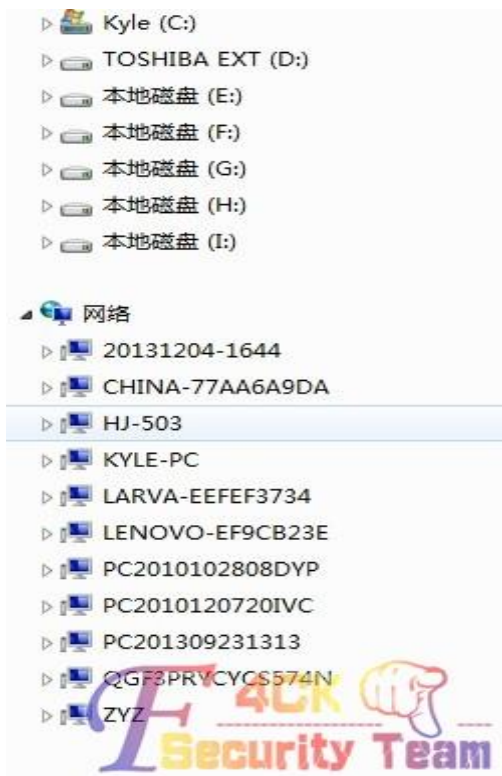 Kyle (C:)
TOSHIBA EXT (D:)
本地磁盘 (E:)
本地磁盘 (F:)
本地磁盘 (G:)
本地磁盘 (H:)
本地磁盘 (I:)
网络
20131204-1644
CHINA-77AA6A9DA
HJ-503
KYLE-PC
LARVA-EEFEF3734
LENOVO-EF9CB23E
PC2010102808DYP
PC2010120720IVC
PC201309231313
QGF3PRYCYCS574N
ZYZ
F4CK
Security Team